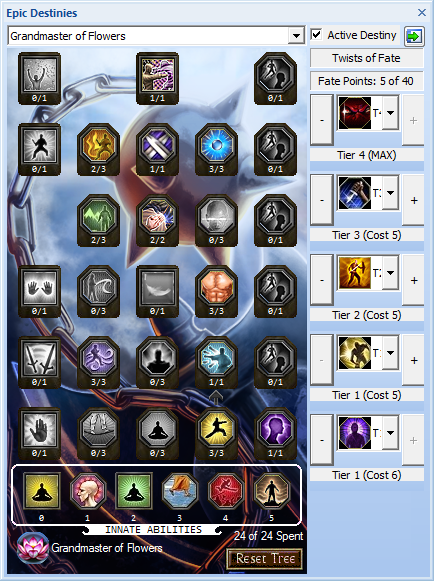 Epic Destinies
Grandmaster of Flowers
Active Destiny
Twists of Fate
Fate Points: 5 of 40
0/1 1/1 0/1
0/1 2/3 1/1 3/3 0/1
2/3 2/2 0/3 0/1
0/1 0/3 0/1 3/3 0/1
0/1 3/3 0/3 1/1 0/1
0/1 0/3 0/3 3/3 1/1
- +
Tier 4 (MAX)
- +
Tier 3 (Cost 5)
- +
Tier 2 (Cost 5)
- +
Tier 1 (Cost 5)
- +
Tier 1 (Cost 6)
0 1 2 3 4 5
INNATE ABILITIES
24 of 24 Spent
Grandmaster of Flowers
Reset Tree